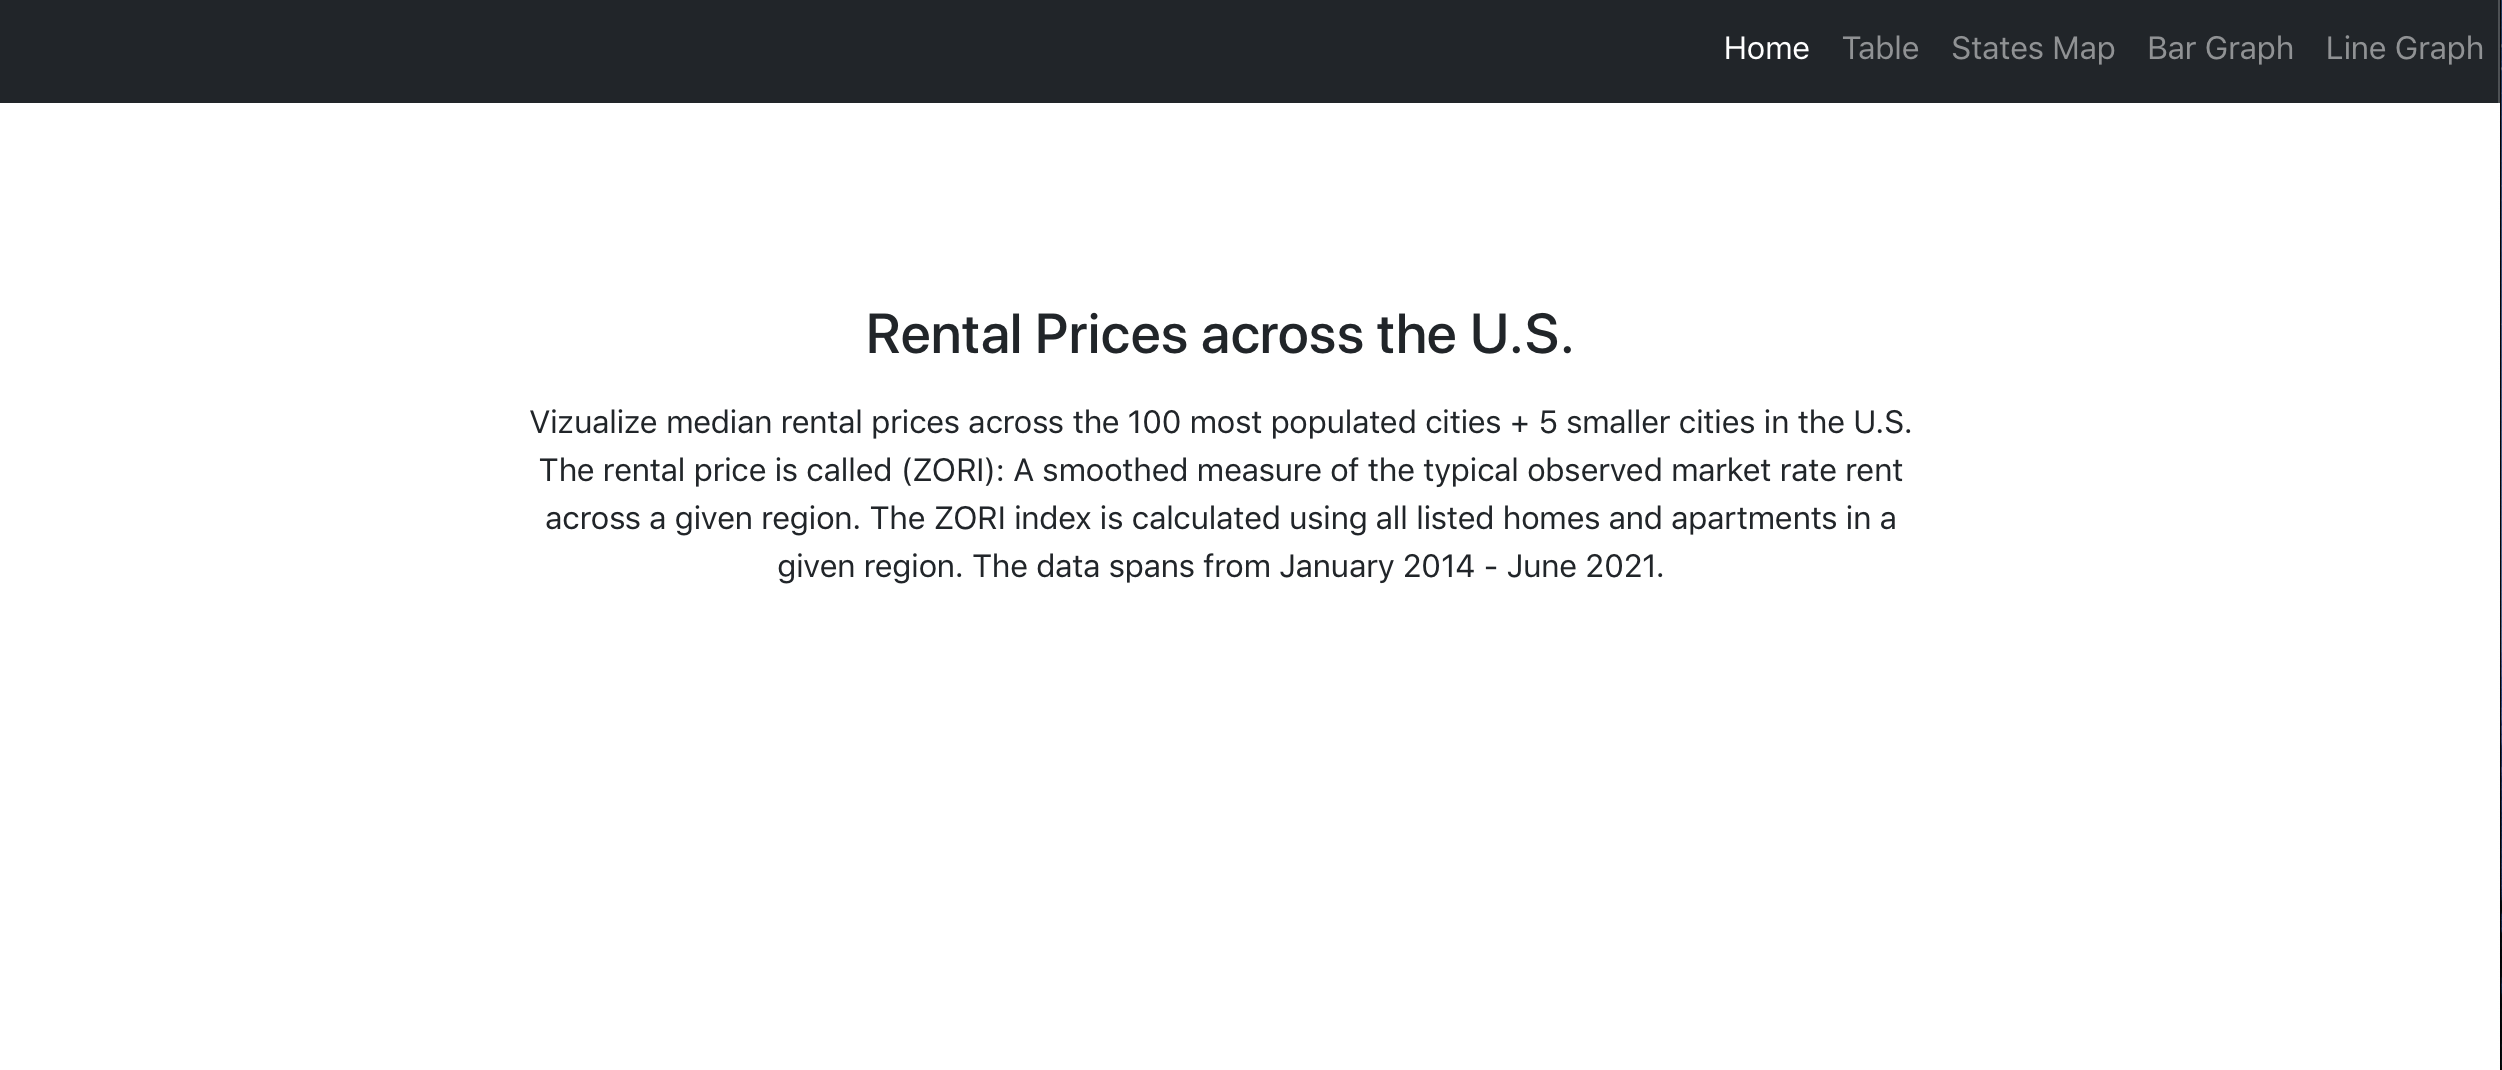 Home Table States Map Bar Graph Line Graph
Rental Prices across the U.S.
Vizualize median rental prices across the 100 most populated cities + 5 smaller cities in the U.S.
The rental price is called (ZORI): A smoothed measure of the typical observed market rate rent
across a given region. The ZORI index is calculated using all listed homes and apartments in a
given region. The data spans from January 2014 - June 2021.